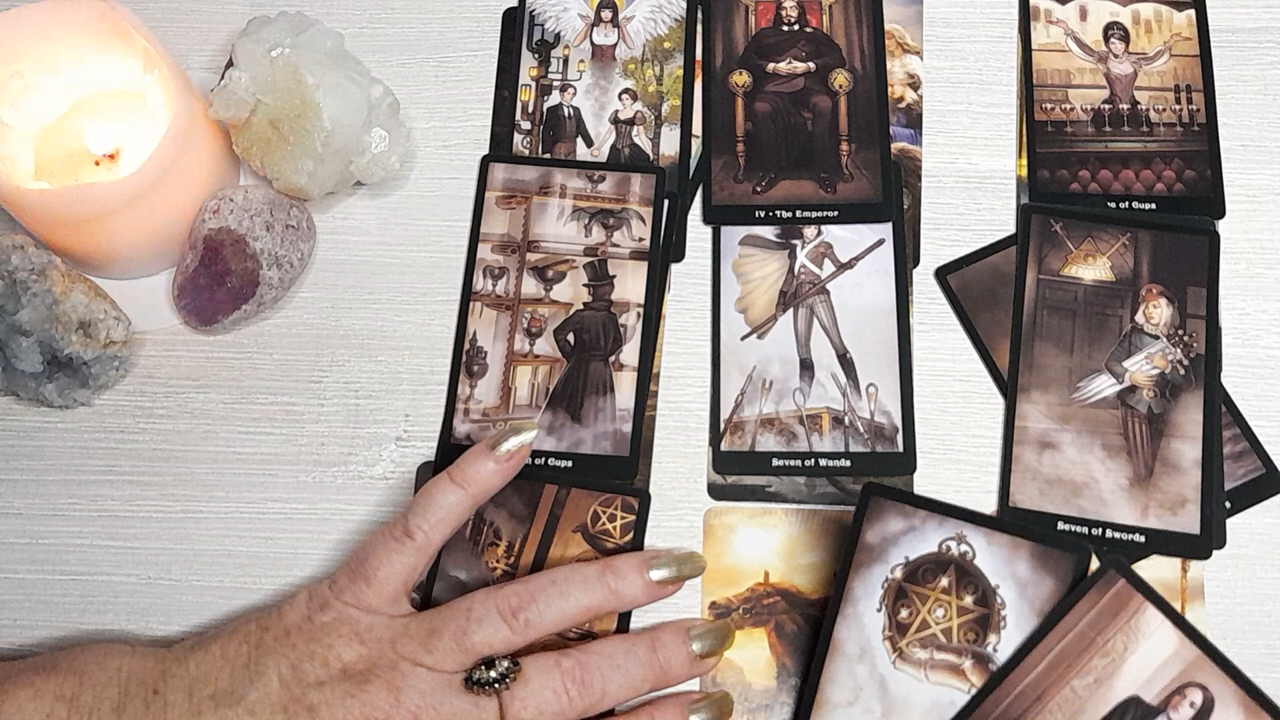 IV • The Emperor
of Cups
of Cups
Seven of Wands
Seven of Swords